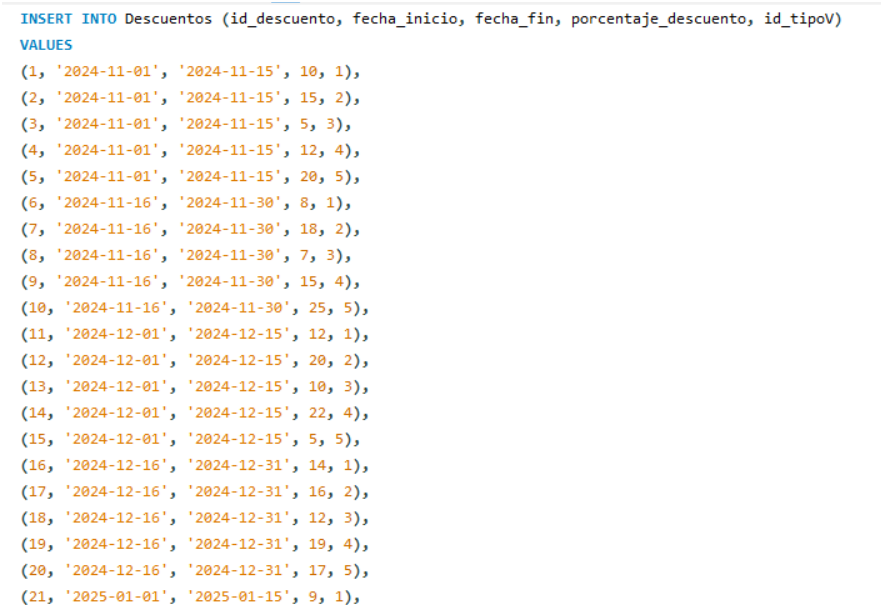 INSERT INTO Descuentos (id_descuento, fecha_inicio, fecha_fin, porcentaje_descuento, id_tipoV)
VALUES
(1, '2024-11-01', '2024-11-15', 10, 1),
(2, '2024-11-01', '2024-11-15', 15, 2),
(3, '2024-11-01', '2024-11-15', 5, 3),
(4, '2024-11-01', '2024-11-15', 12, 4),
(5, '2024-11-01', '2024-11-15', 20, 5),
(6, '2024-11-16', '2024-11-30', 8, 1),
(7, '2024-11-16', '2024-11-30', 18, 2),
(8, '2024-11-16', '2024-11-30', 7, 3),
(9, '2024-11-16', '2024-11-30', 15, 4),
(10, '2024-11-16', '2024-11-30', 25, 5),
(11, '2024-12-01', '2024-12-15', 12, 1),
(12, '2024-12-01', '2024-12-15', 20, 2),
(13, '2024-12-01', '2024-12-15', 10, 3),
(14, '2024-12-01', '2024-12-15', 22, 4),
(15, '2024-12-01', '2024-12-15', 5, 5),
(16, '2024-12-16', '2024-12-31', 14, 1),
(17, '2024-12-16', '2024-12-31', 16, 2),
(18, '2024-12-16', '2024-12-31', 12, 3),
(19, '2024-12-16', '2024-12-31', 19, 4),
(20, '2024-12-16', '2024-12-31', 17, 5),
(21, '2025-01-01', '2025-01-15', 9, 1),